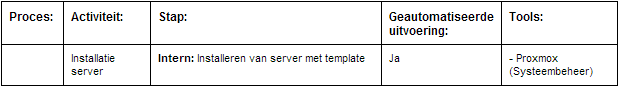 Proces: Activiteit: Stap: Geautomatiseerde uitvoering: Tools:
Installatie server Intern: Installeren van server met template Ja - Proxmox (Systeembeheer)